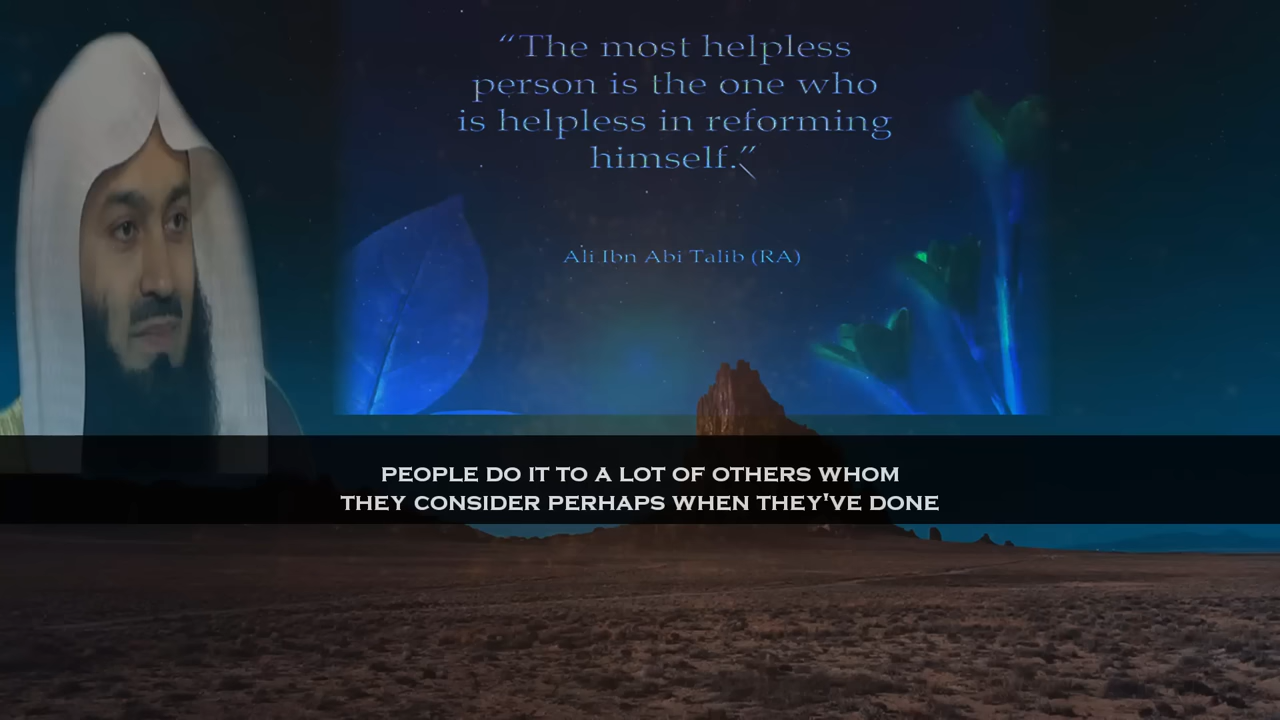 “The most helpless
person is the one who
is helpless in reforming
himself.”
Ali Ibn Abi Talib (RA)
PEOPLE DO IT TO A LOT OF OTHERS WHOM
THEY CONSIDER PERHAPS WHEN THEY'VE DONE